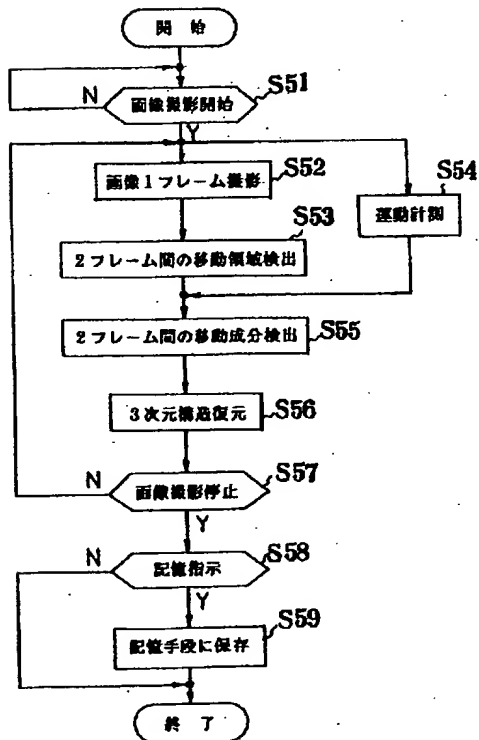 開 始
S51
N
画像撮影開始
Y
S52
S54
画像1フレーム撮影
運動計測
S53
2フレーム間の移動領域検出
2フレーム間の移動成分検出
S55
3次元構造復元
S56
N
画像撮影停止
S57
Y
N
記憶指示
S58
Y
S59
記憶手段に保存
終 了